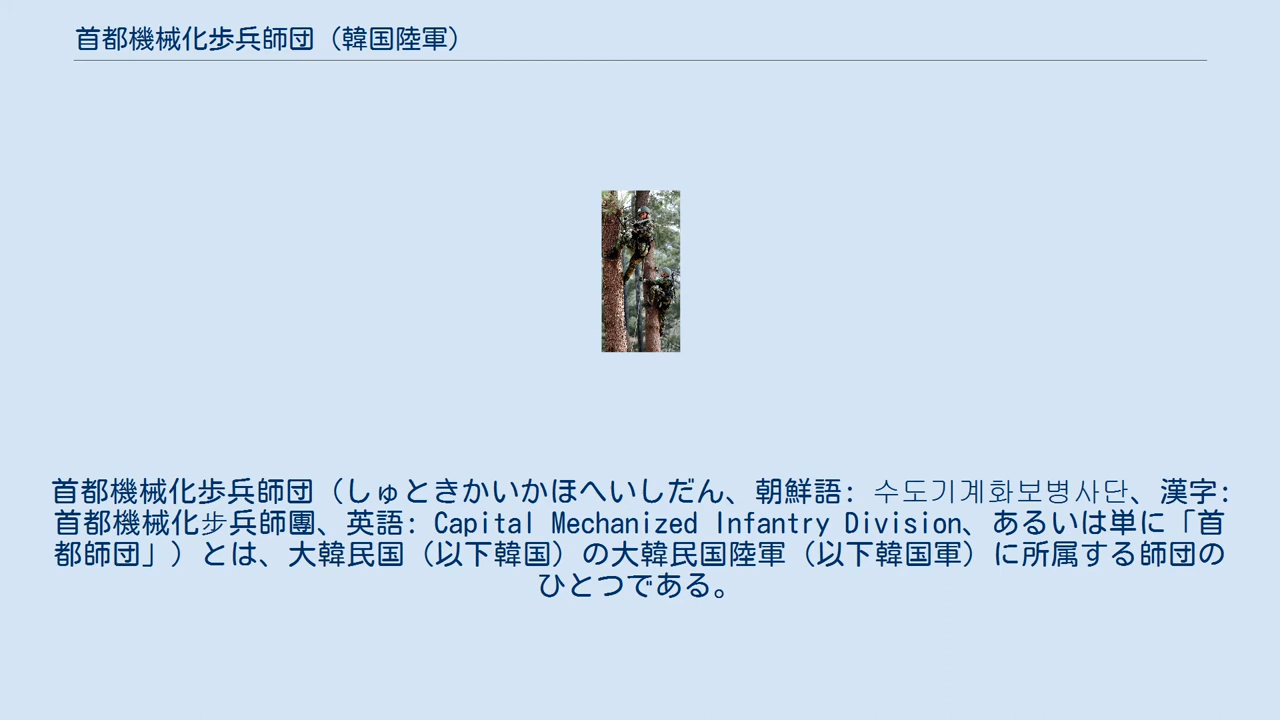 首都機械化歩兵師団（韓国陸軍）
首都機械化歩兵師団（しゅときかいかほへいしだん、朝鮮語: 수도기계화보병사단、漢字:
首都機械化步兵師團、英語: Capital Mechanized Infantry Division、あるいは単に「首
都師団」）とは、大韓民国（以下韓国）の大韓民国陸軍（以下韓国軍）に所属する師団の
ひとつである。